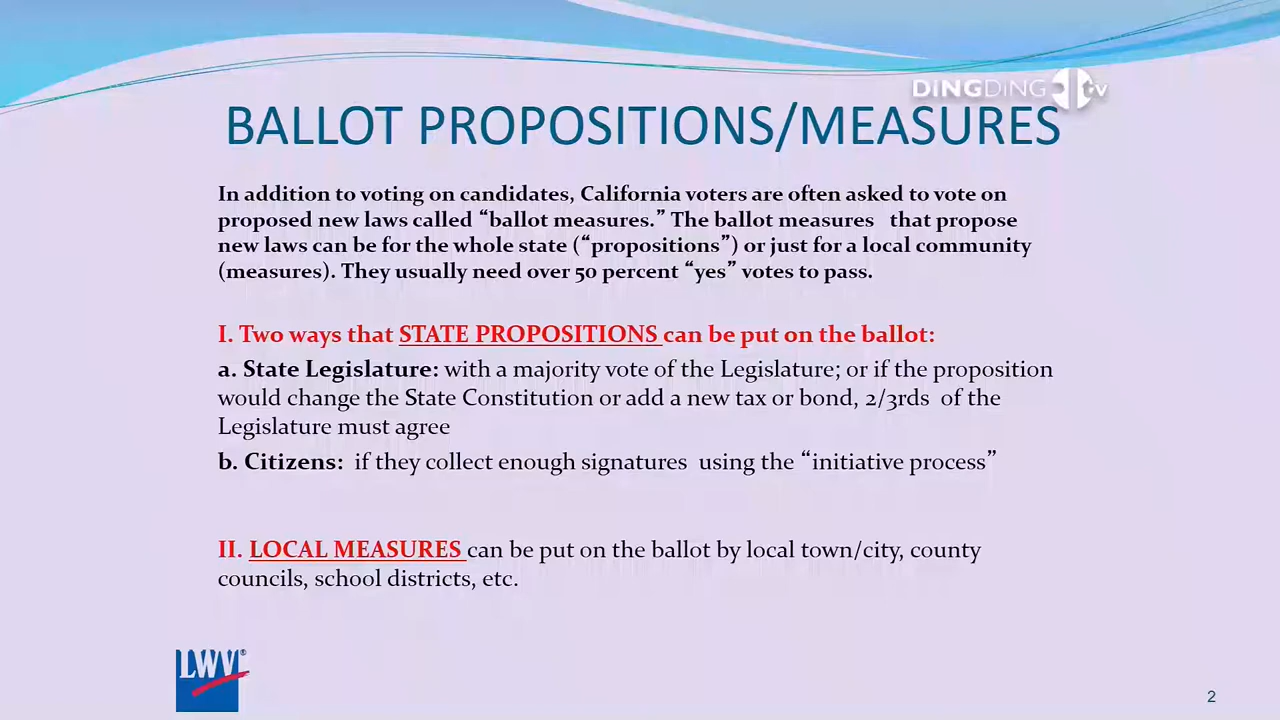 DINGDING tv
BALLOT PROPOSITIONS/MEASURES
In addition to voting on candidates, California voters are often asked to vote on
proposed new laws called “ballot measures.” The ballot measures that propose
new laws can be for the whole state (“propositions”) or just for a local community
(measures). They usually need over 50 percent “yes” votes to pass.
I. Two ways that STATE PROPOSITIONS can be put on the ballot:
a. State Legislature: with a majority vote of the Legislature; or if the proposition
would change the State Constitution or add a new tax or bond, 2/3rds of the
Legislature must agree
b. Citizens: if they collect enough signatures using the “initiative process”
II. LOCAL MEASURES can be put on the ballot by local town/city, county
councils, school districts, etc.
LWV®
2